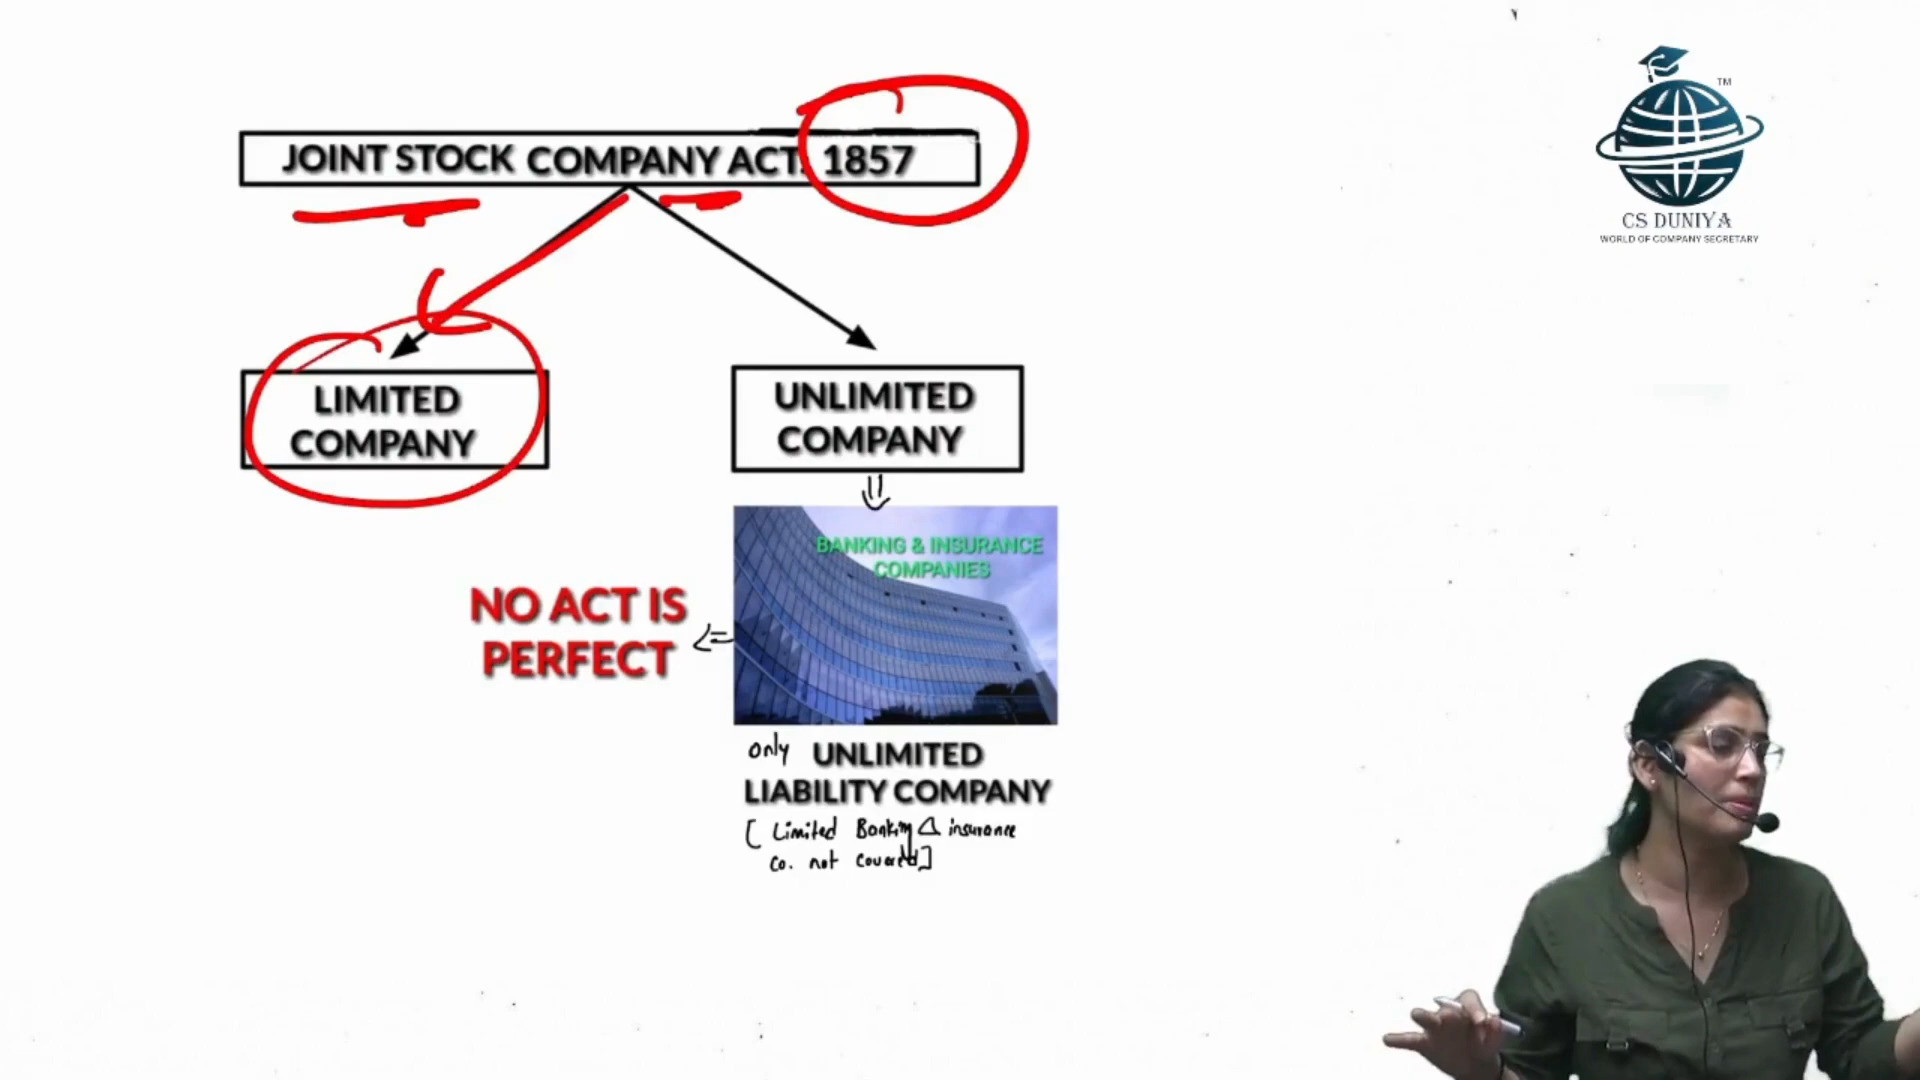 JOINT STOCK COMPANY ACT, 1857
TM
CS DUNIYA
WORLD OF COMPANY SECRETARY
LIMITED
COMPANY
UNLIMITED
COMPANY
BANKING & INSURANCE
COMPANIES
NO ACT IS
PERFECT
only UNLIMITED
LIABILITY COMPANY
[ Limited Banking & insurance
Co. not covered]